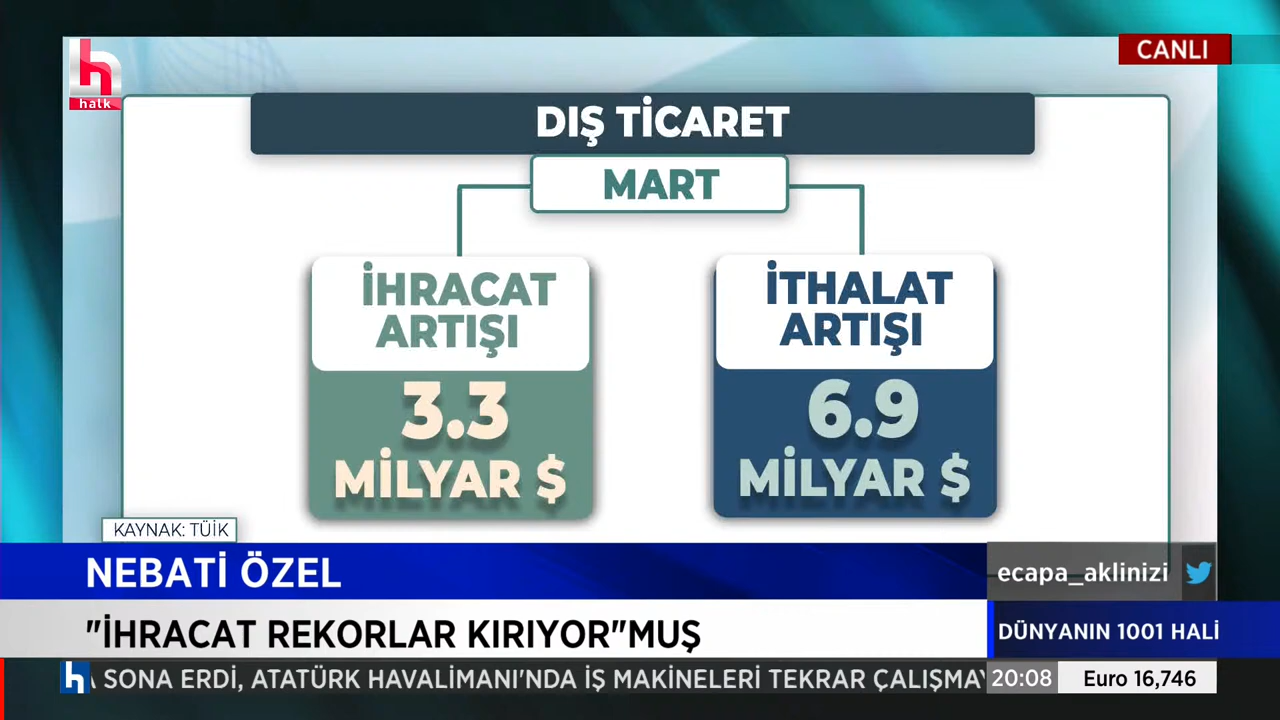 h
halk
CANLI
DIŞ TİCARET
MART
İHRACAT
ARTIŞI
3.3
MİLYAR $
İTHALAT
ARTIŞI
6.9
MİLYAR $
KAYNAK: TÜİK
NEBATİ ÖZEL
ecapa_aklinizi
"İHRACAT REKORLAR KIRIYOR"MUŞ
DÜNYANIN 1001 HALİ
h
SONA ERDİ, ATATÜRK HAVALİMANI'NDA İŞ MAKİNELERİ TEKRAR
20:08
Euro 16,746